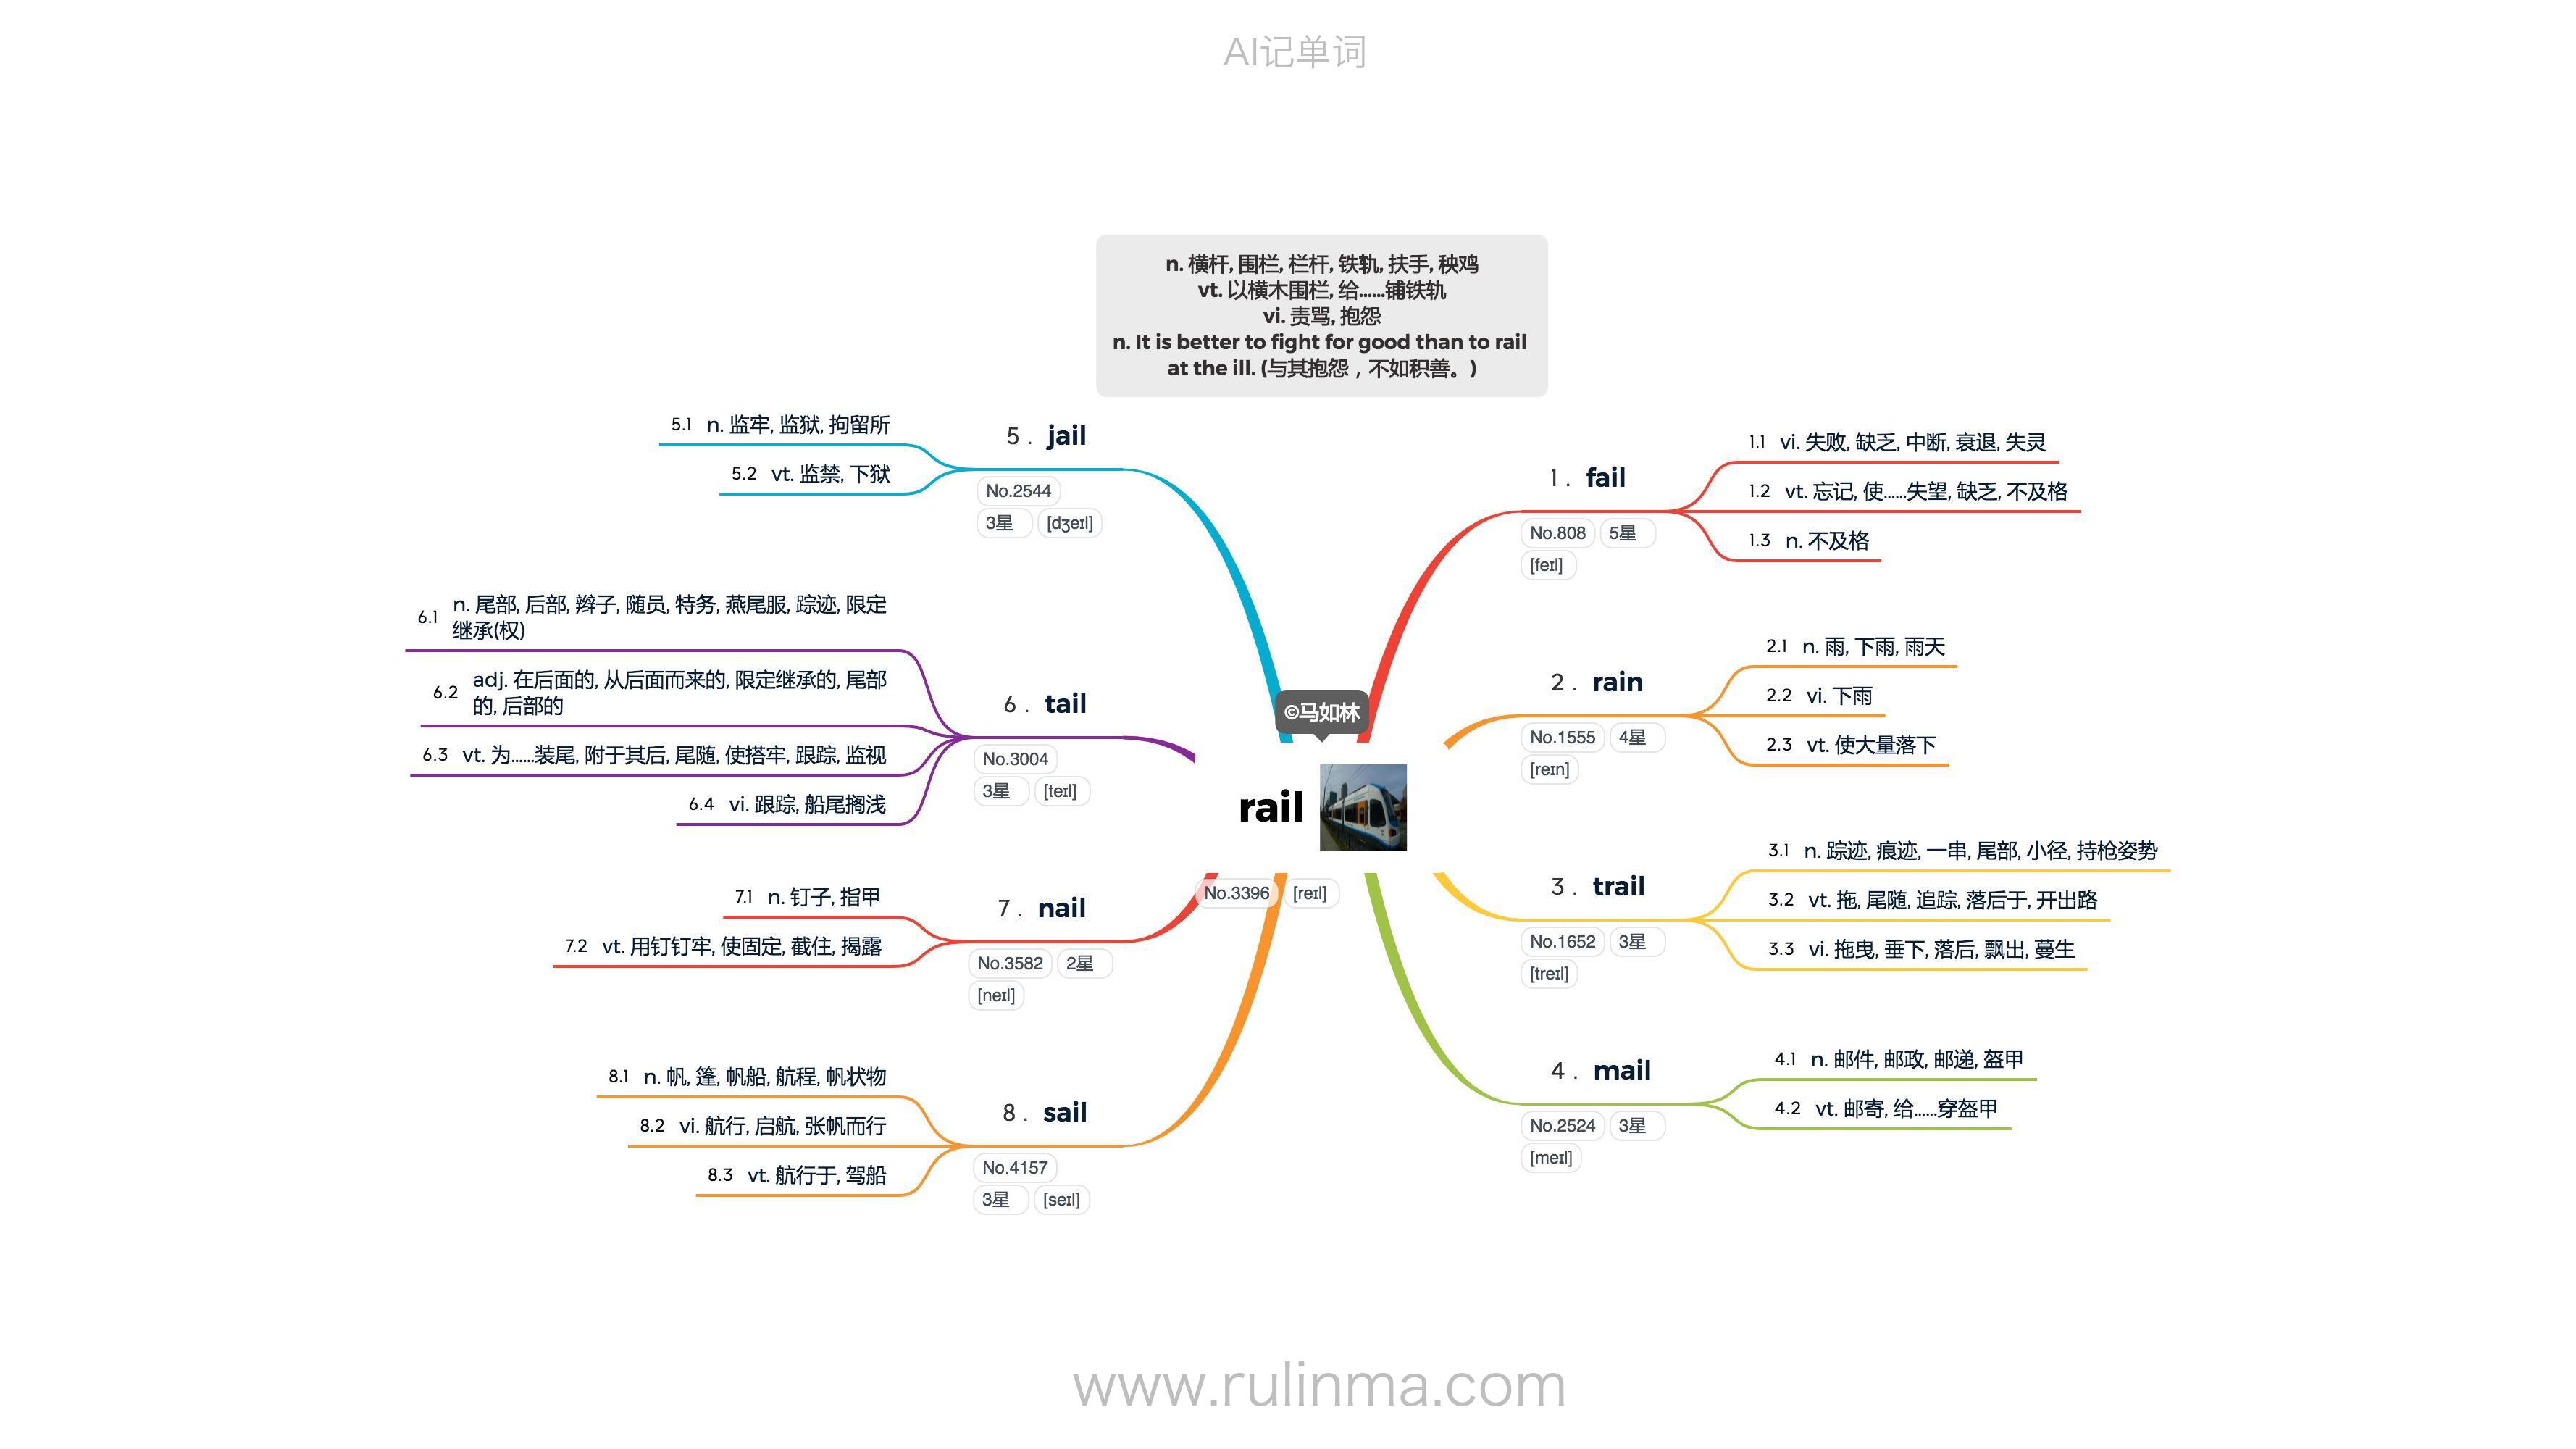 AI记单词
n. 横杆, 围栏, 栏杆, 铁轨, 扶手, 秧鸡
vt. 以横木围栏, 给……铺铁轨
vi. 责骂, 抱怨
n. It is better to fight for good than to rail
at the ill. (与其抱怨，不如积善。)
©马如林
rail
No.3396 [reɪl]
1. fail
No.808 5星
[feɪl]
1.1 vi. 失败, 缺乏, 中断, 衰退, 失灵
1.2 vt. 忘记, 使……失望, 缺乏, 不及格
1.3 n. 不及格
2. rain
No.1555 4星
[reɪn]
2.1 n. 雨, 下雨, 雨天
2.2 vi. 下雨
2.3 vt. 使大量落下
3. trail
No.1652 3星
[treɪl]
3.1 n. 踪迹, 痕迹, 一串, 尾部, 小径, 持枪姿势
3.2 vt. 拖, 尾随, 追踪, 落后于, 开出路
3.3 vi. 拖曳, 垂下, 落后, 飘出, 蔓生
4. mail
No.2524 3星
[meɪl]
4.1 n. 邮件, 邮政, 邮递, 盔甲
4.2 vt. 邮寄, 给……穿盔甲
5. jail
No.2544
3星 [dʒeɪl]
5.1 n. 监牢, 监狱, 拘留所
5.2 vt. 监禁, 下狱
6. tail
No.3004
3星 [teɪl]
6.1 n. 尾部, 后部, 辫子, 随员, 特务, 燕尾服, 踪迹, 限定
继承(权)
6.2 adj. 在后面的, 从后面而来的, 限定继承的, 尾部
的, 后部的
6.3 vt. 为……装尾, 附于其后, 尾随, 使搭牢, 跟踪, 监视
6.4 vi. 跟踪, 船尾搁浅
7. nail
No.3582 2星
[neɪl]
7.1 n. 钉子, 指甲
7.2 vt. 用钉钉牢, 使固定, 截住, 揭露
8. sail
No.4157
3星 [seɪl]
8.1 n. 帆, 篷, 帆船, 航程, 帆状物
8.2 vi. 航行, 启航, 张帆而行
8.3 vt. 航行于, 驾船
www.rulinma.com